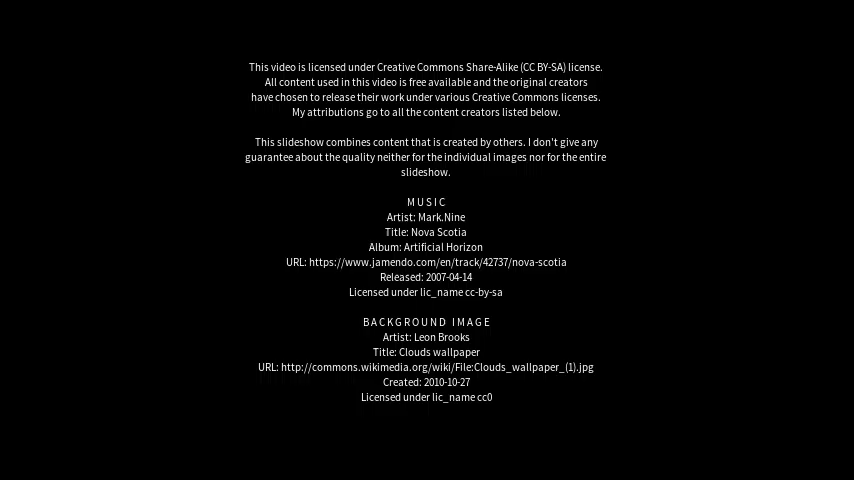 This video is licensed under Creative Commons Share-Alike (CC BY-SA) license.
All content used in this video is free available and the original creators
have chosen to release their work under various Creative Commons licenses.
My attributions go to all the content creators listed below.
This slideshow combines content that is created by others. I don't give any
guarantee about the quality neither for the individual images nor for the entire
slideshow.
MUSIC
Artist: Mark.Nine
Title: Nova Scotia
Album: Artificial Horizon
URL: https://www.jamendo.com/en/track/42737/nova-scotia
Released: 2007-04-14
Licensed under lic_name cc-by-sa
BACKGROUND IMAGE
Artist: Leon Brooks
Title: Clouds wallpaper
URL: http://commons.wikimedia.org/wiki/File:Clouds_wallpaper_(1).jpg
Created: 2010-10-27
Licensed under lic_name cc0